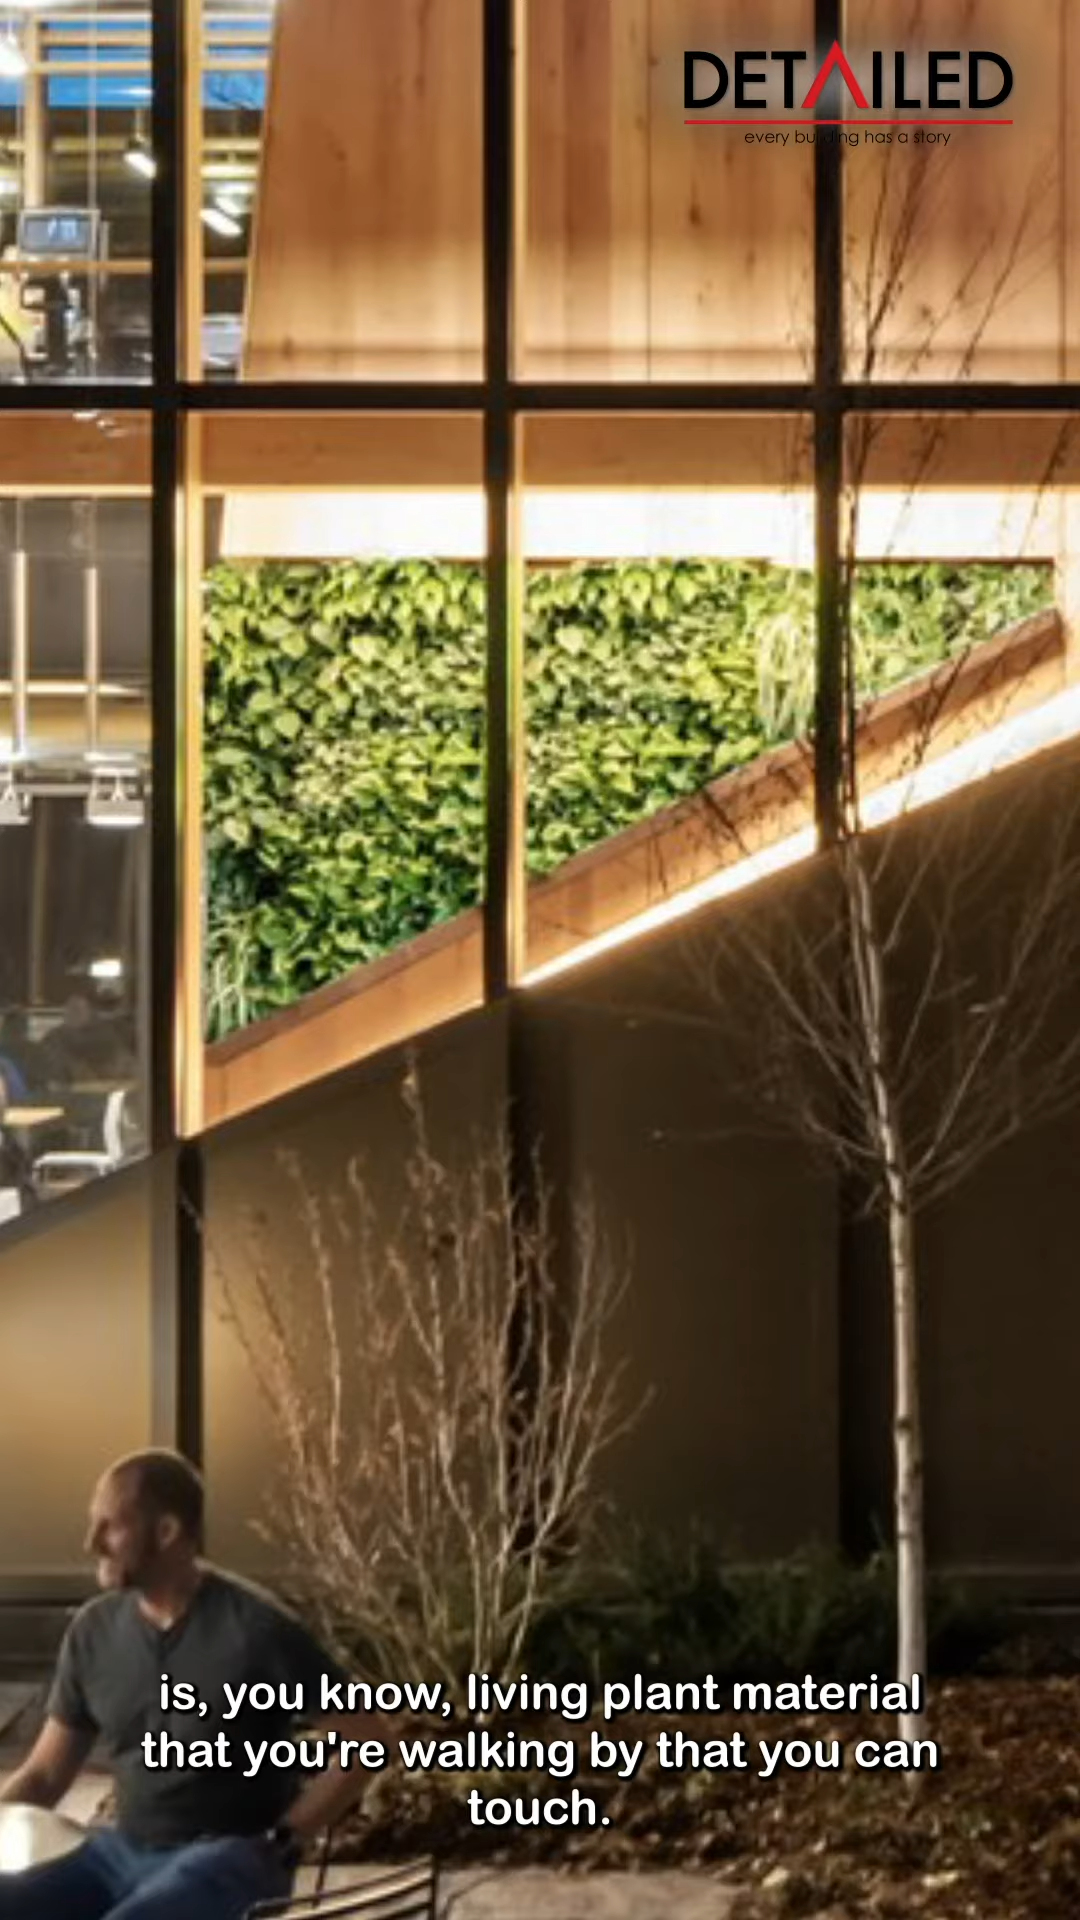 DETAILED
every building has a story
is, you know, living plant material
that you're walking by that you can
touch.